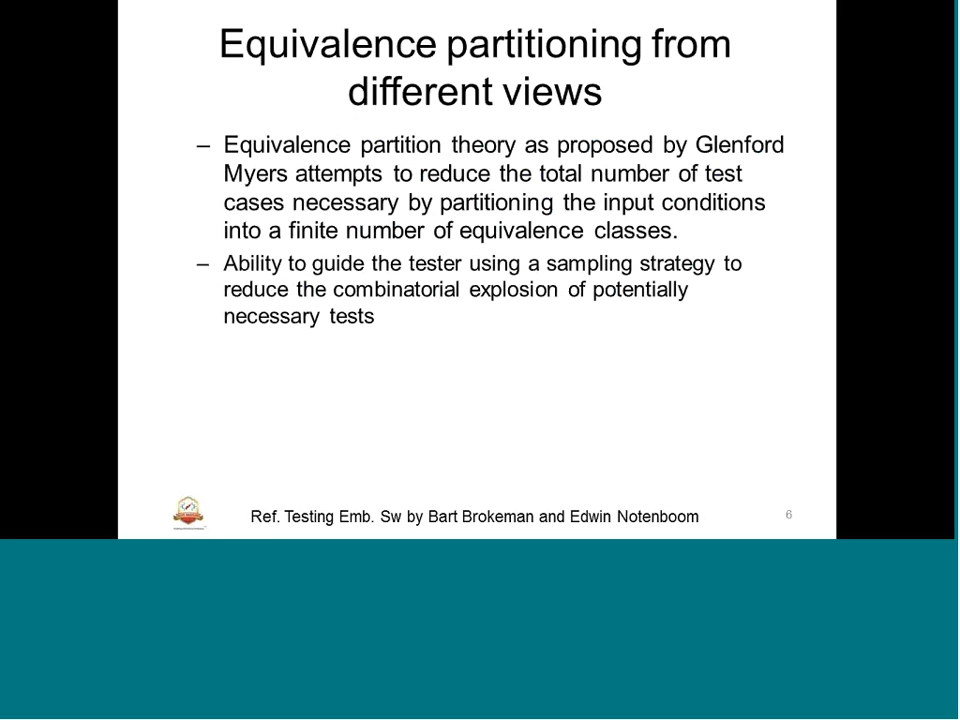 Equivalence partitioning from
different views
– Equivalence partition theory as proposed by Glenford
Myers attempts to reduce the total number of test
cases necessary by partitioning the input conditions
into a finite number of equivalence classes.
– Ability to guide the tester using a sampling strategy to
reduce the combinatorial explosion of potentially
necessary tests
Ref. Testing Emb. Sw by Bart Brokeman and Edwin Notenboom
6